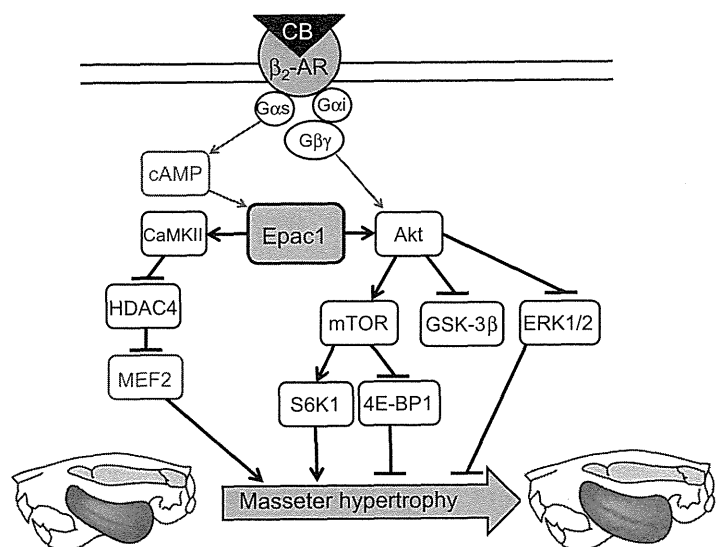 CB
β2-AR
Gαs
Gαi
Gβγ
cAMP
CaMKII
Epac1
Akt
HDAC4
mTOR
GSK-3β
ERK1/2
MEF2
S6K1
4E-BP1
Masseter hypertrophy